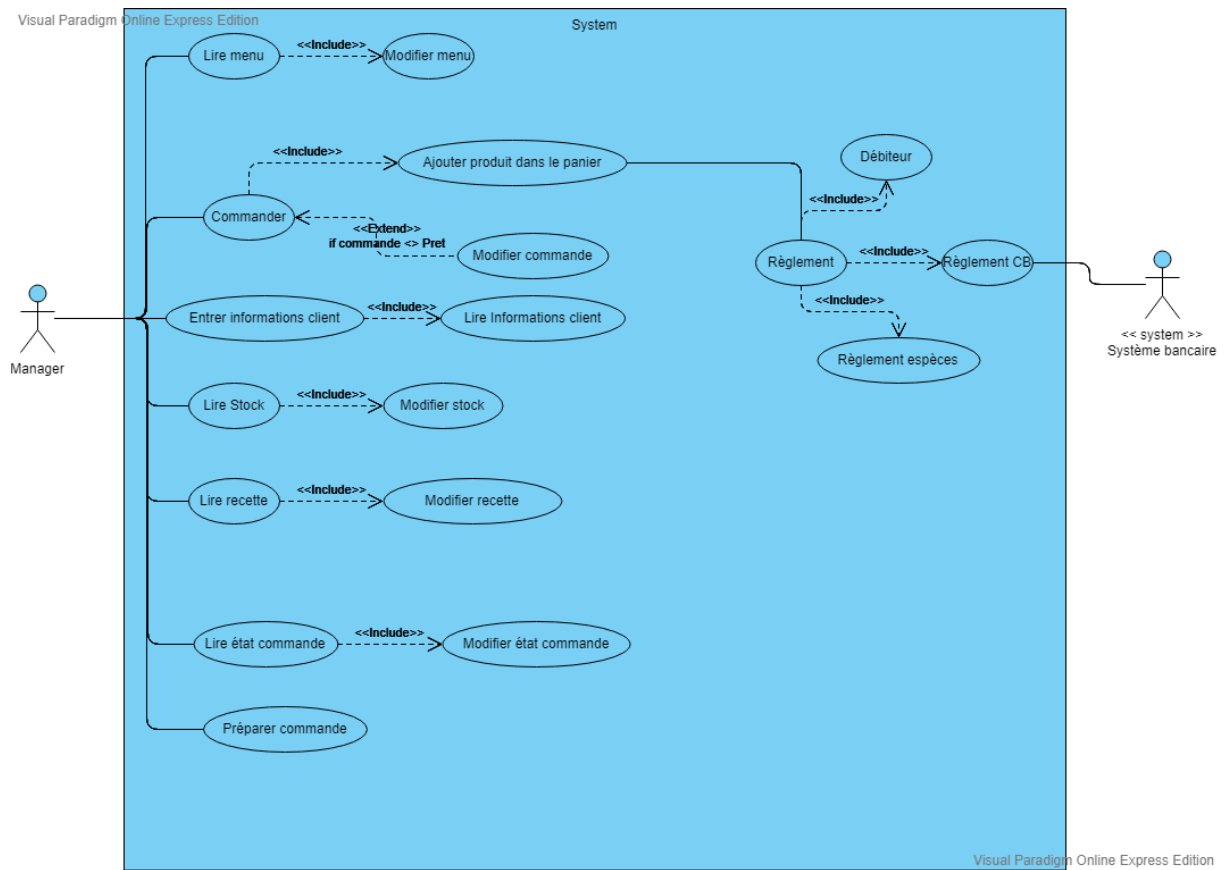 Visual Paradigm Online Express Edition
System
Lire menu
<<Include>>
Modifier menu
<<Include>>
Ajouter produit dans le panier
Débiteur
<<Include>>
Commander
<<Extend>>
if commande <> Pret
Modifier commande
Règlement
<<Include>>
Règlement CB
<<Include>>
Règlement espèces
<< system >>
Système bancaire
Manager
Entrer informations client
<<Include>>
Lire Informations client
Lire Stock
<<Include>>
Modifier stock
Lire recette
<<Include>>
Modifier recette
Lire état commande
<<Include>>
Modifier état commande
Préparer commande
Visual Paradigm Online Express Edition